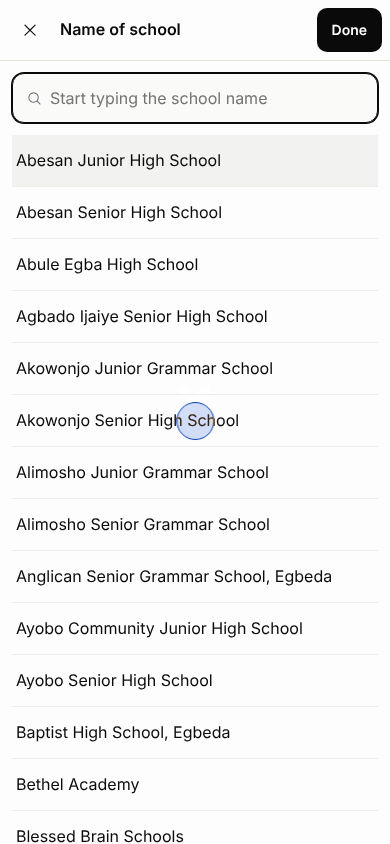 Name of school
Done
Start typing the school name
Abesan Junior High School
Abesan Senior High School
Abule Egba High School
Agbado Ijaiye Senior High School
Akowonjo Junior Grammar School
Akowonjo Senior High School
Alimosho Junior Grammar School
Alimosho Senior Grammar School
Anglican Senior Grammar School, Egbeda
Ayobo Community Junior High School
Ayobo Senior High School
Baptist High School, Egbeda
Bethel Academy
Blessed Brain Schools